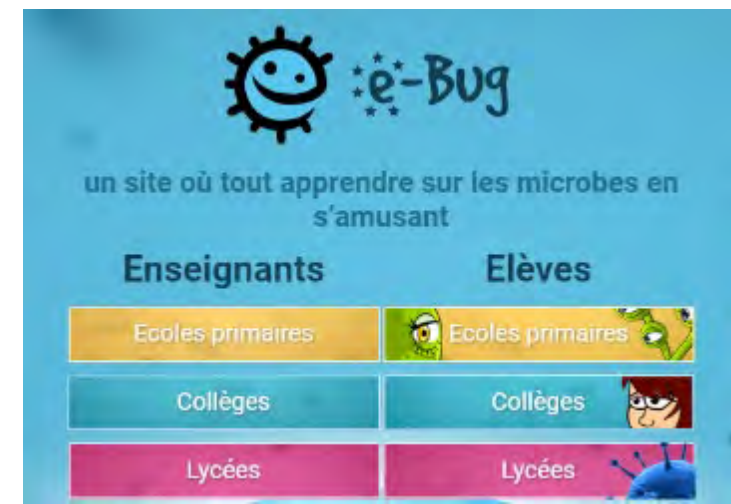 e-Bug
un site où tout apprendre sur les microbes en
s'amusant
Enseignants Elèves
Ecoles primaires Ecoles primaires
Collèges Collèges
Lycées Lycées